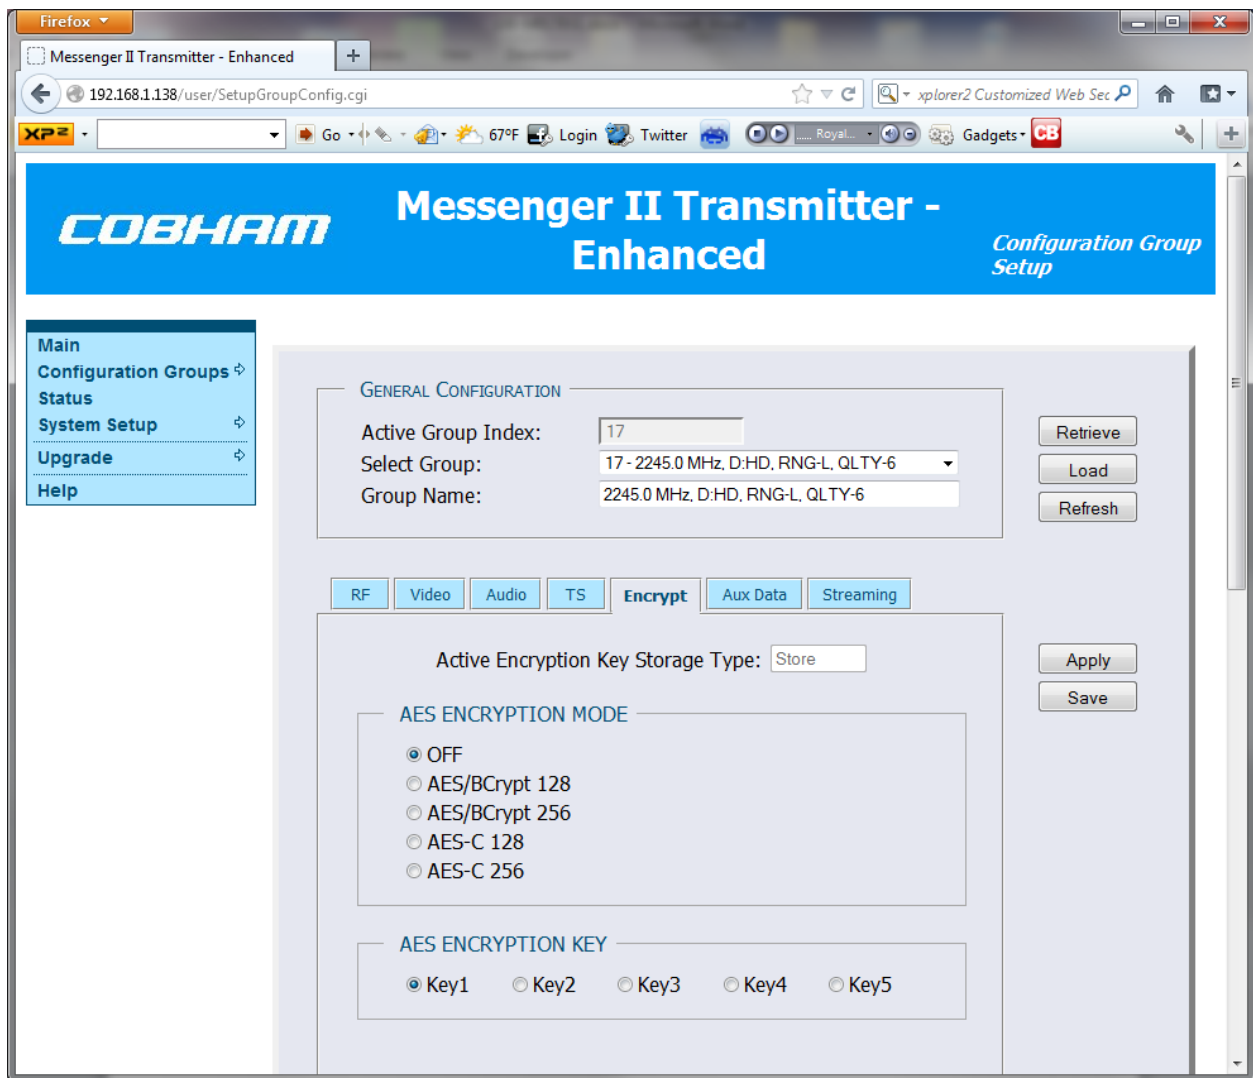 Firefox
Messenger II Transmitter - Enhanced
192.168.1.138/user/SetupGroupConfig.cgi
xplorer2 Customized Web Sec
XP2
Go
67°F
Login
Twitter
..... Royal...
Gadgets
CB
COBHAM
Messenger II Transmitter -
Enhanced
Configuration Group
Setup
Main
Configuration Groups
Status
System Setup
Upgrade
Help
GENERAL CONFIGURATION
Active Group Index: 17
Select Group: 17 - 2245.0 MHz, D:HD, RNG-L, QLTY-6
Group Name: 2245.0 MHz, D:HD, RNG-L, QLTY-6
Retrieve
Load
Refresh
RF Video Audio TS Encrypt Aux Data Streaming
Active Encryption Key Storage Type: Store
Apply
Save
AES ENCRYPTION MODE
OFF
AES/BCrypt 128
AES/BCrypt 256
AES-C 128
AES-C 256
AES ENCRYPTION KEY
Key1 Key2 Key3 Key4 Key5